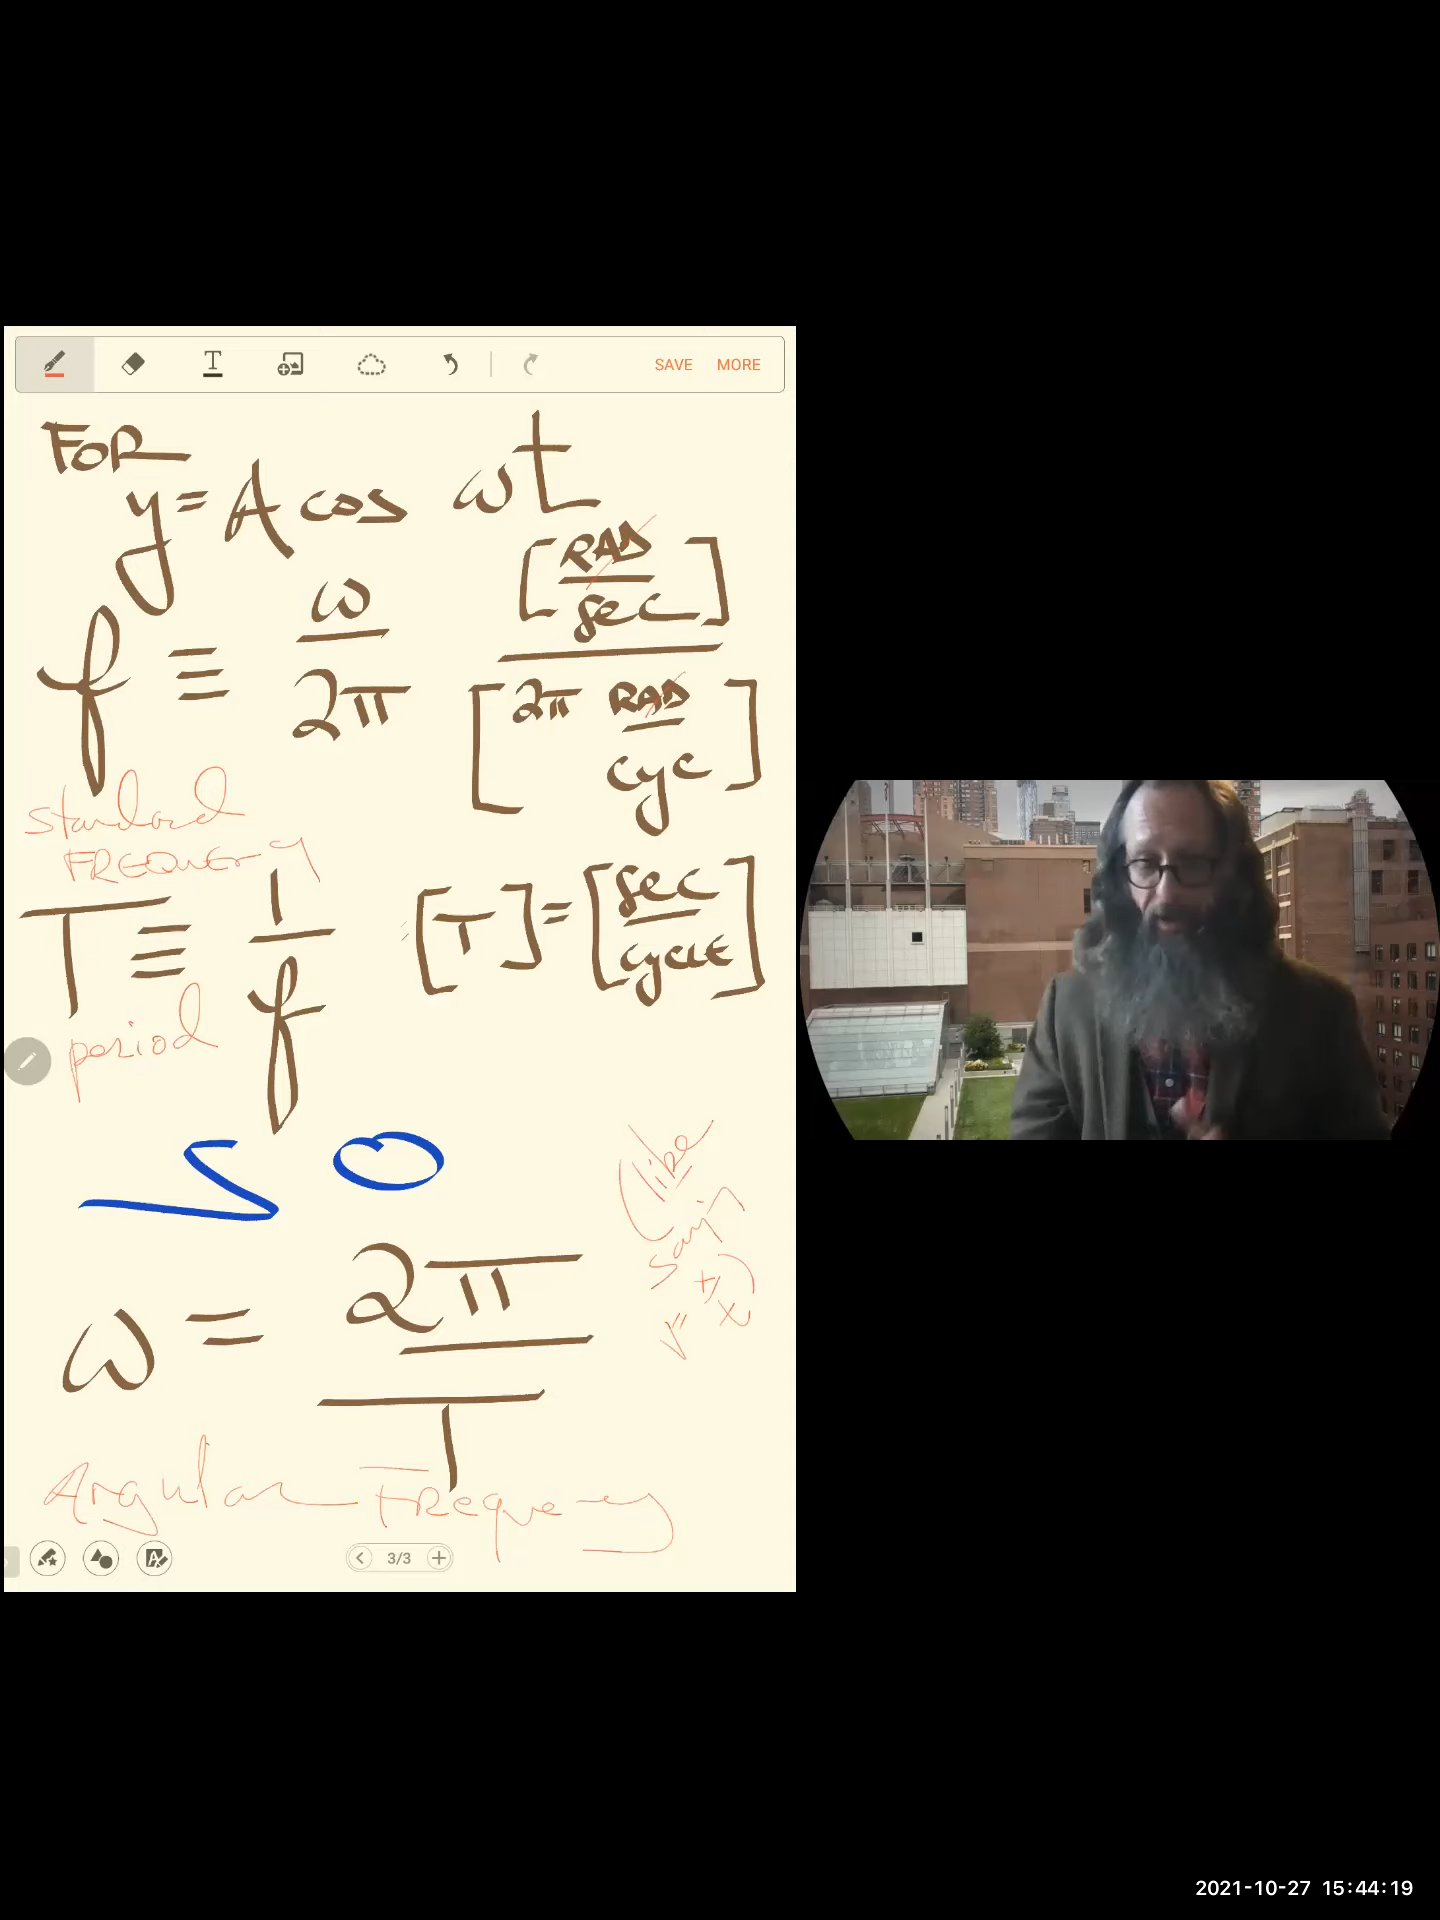 SAVE MORE
FOR
y = A cos ωt
f ≡ ω / 2π [RAD / sec] / [2π RAD / cyc]
standard
FREQUENCY
T ≡ 1 / f [T] = [sec / cycle]
period
SO
(like
ω = 2π / T
Angular Frequency
3/3
2021-10-27 15:44:19